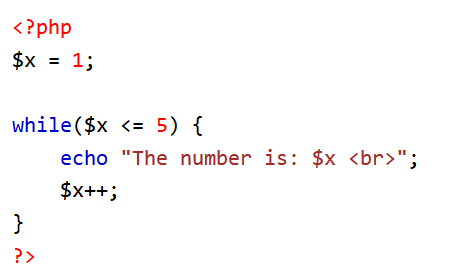 <?php
$x = 1;

while($x <= 5) {
    echo "The number is: $x <br>";
    $x++;
}
?>